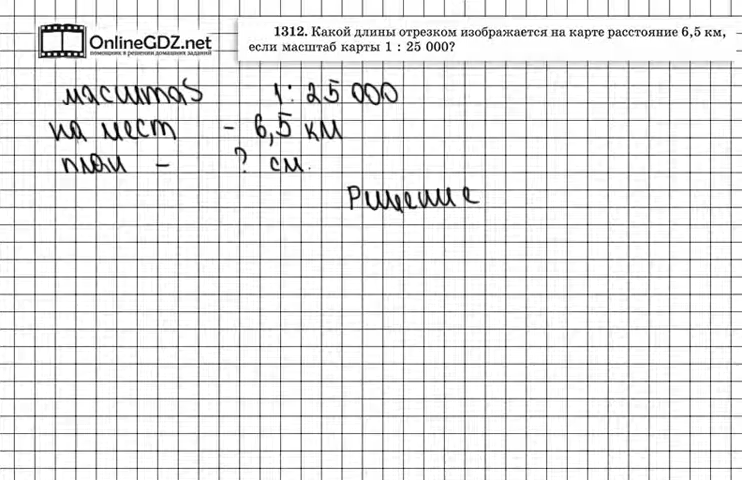 OnlineGDZ.net
помощник в решении домашних заданий
1312. Какой длины отрезком изображается на карте расстояние 6,5 км,
если масштаб карты 1 : 25 000?
масштаб 1 : 25 000
на мест - 6,5 км
план - ? см.
Рищение